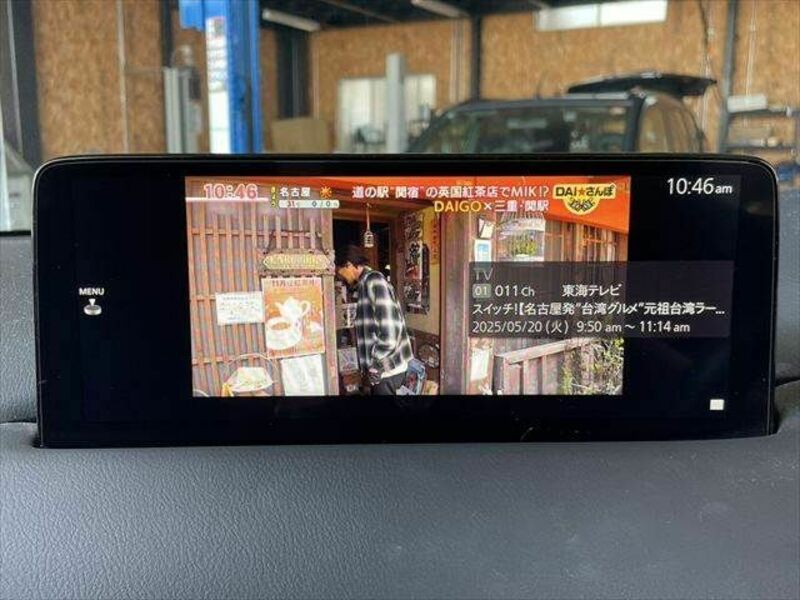 10:46
名古屋
31℃
0/0%
道の駅"関宿"の英国紅茶店でMIK!?
DAIGO×三重・関駅
DAI★さんぽ
10:46am
MENU
TV
01 011Ch 東海テレビ
スイッチ!【名古屋発"台湾グルメ"元祖台湾ラー...
2025/05/20(火) 9:50 am ~ 11:14 am